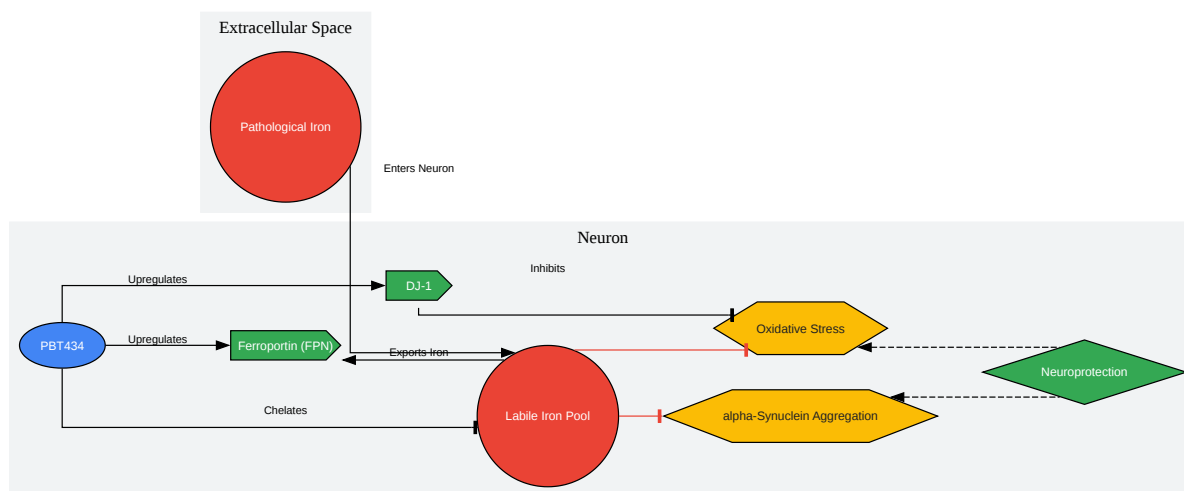 Extracellular Space
Pathological Iron
Enters Neuron
Neuron
Inhibits
Upregulates
DJ-1
Oxidative Stress
PBT434
Upregulates
Ferroportin (FPN)
Exports Iron
Neuroprotection
Chelates
Labile Iron Pool
alpha-Synuclein Aggregation